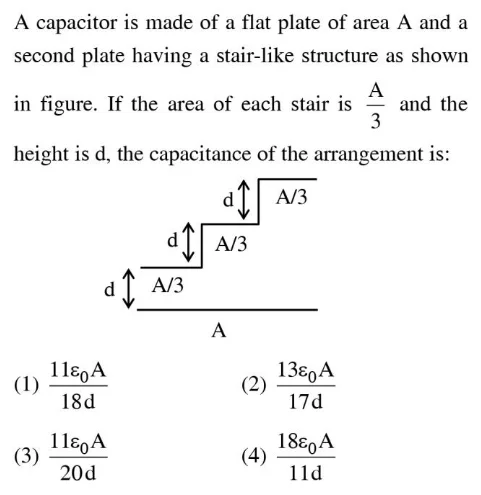 A capacitor is made of a flat plate of area A and a
second plate having a stair-like structure as shown
in figure. If the area of each stair is A/3 and the
height is d, the capacitance of the arrangement is:
d A/3
d A/3
d A/3
A
(1) 11ε₀A/18d (2) 13ε₀A/17d
(3) 11ε₀A/20d (4) 18ε₀A/11d